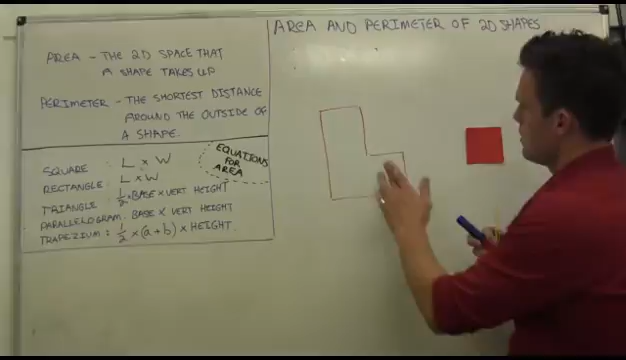 AREA AND PERIMETER OF 2D SHAPES
AREA - THE 2D SPACE THAT
A SHAPE TAKES UP
PERIMETER - THE SHORTEST DISTANCE
AROUND THE OUTSIDE OF
A SHAPE.
EQUATIONS
FOR
AREA
SQUARE : L x W
RECTANGLE : L x W
TRIANGLE : 1/2 x BASE x VERT HEIGHT
PARALLELOGRAM : BASE x VERT HEIGHT
TRAPEZIUM : 1/2 x (a + b) x HEIGHT